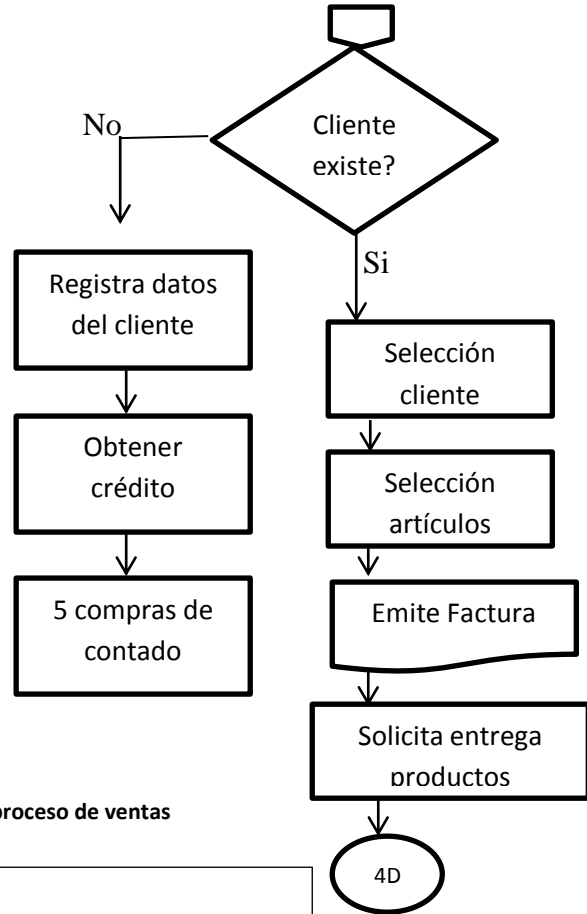 Cliente
existe?
No
Si
Registra datos
del cliente
Obtener
crédito
5 compras de
contado
Selección
cliente
Selección
artículos
Emite Factura
Solicita entrega
productos
4D
proceso de ventas